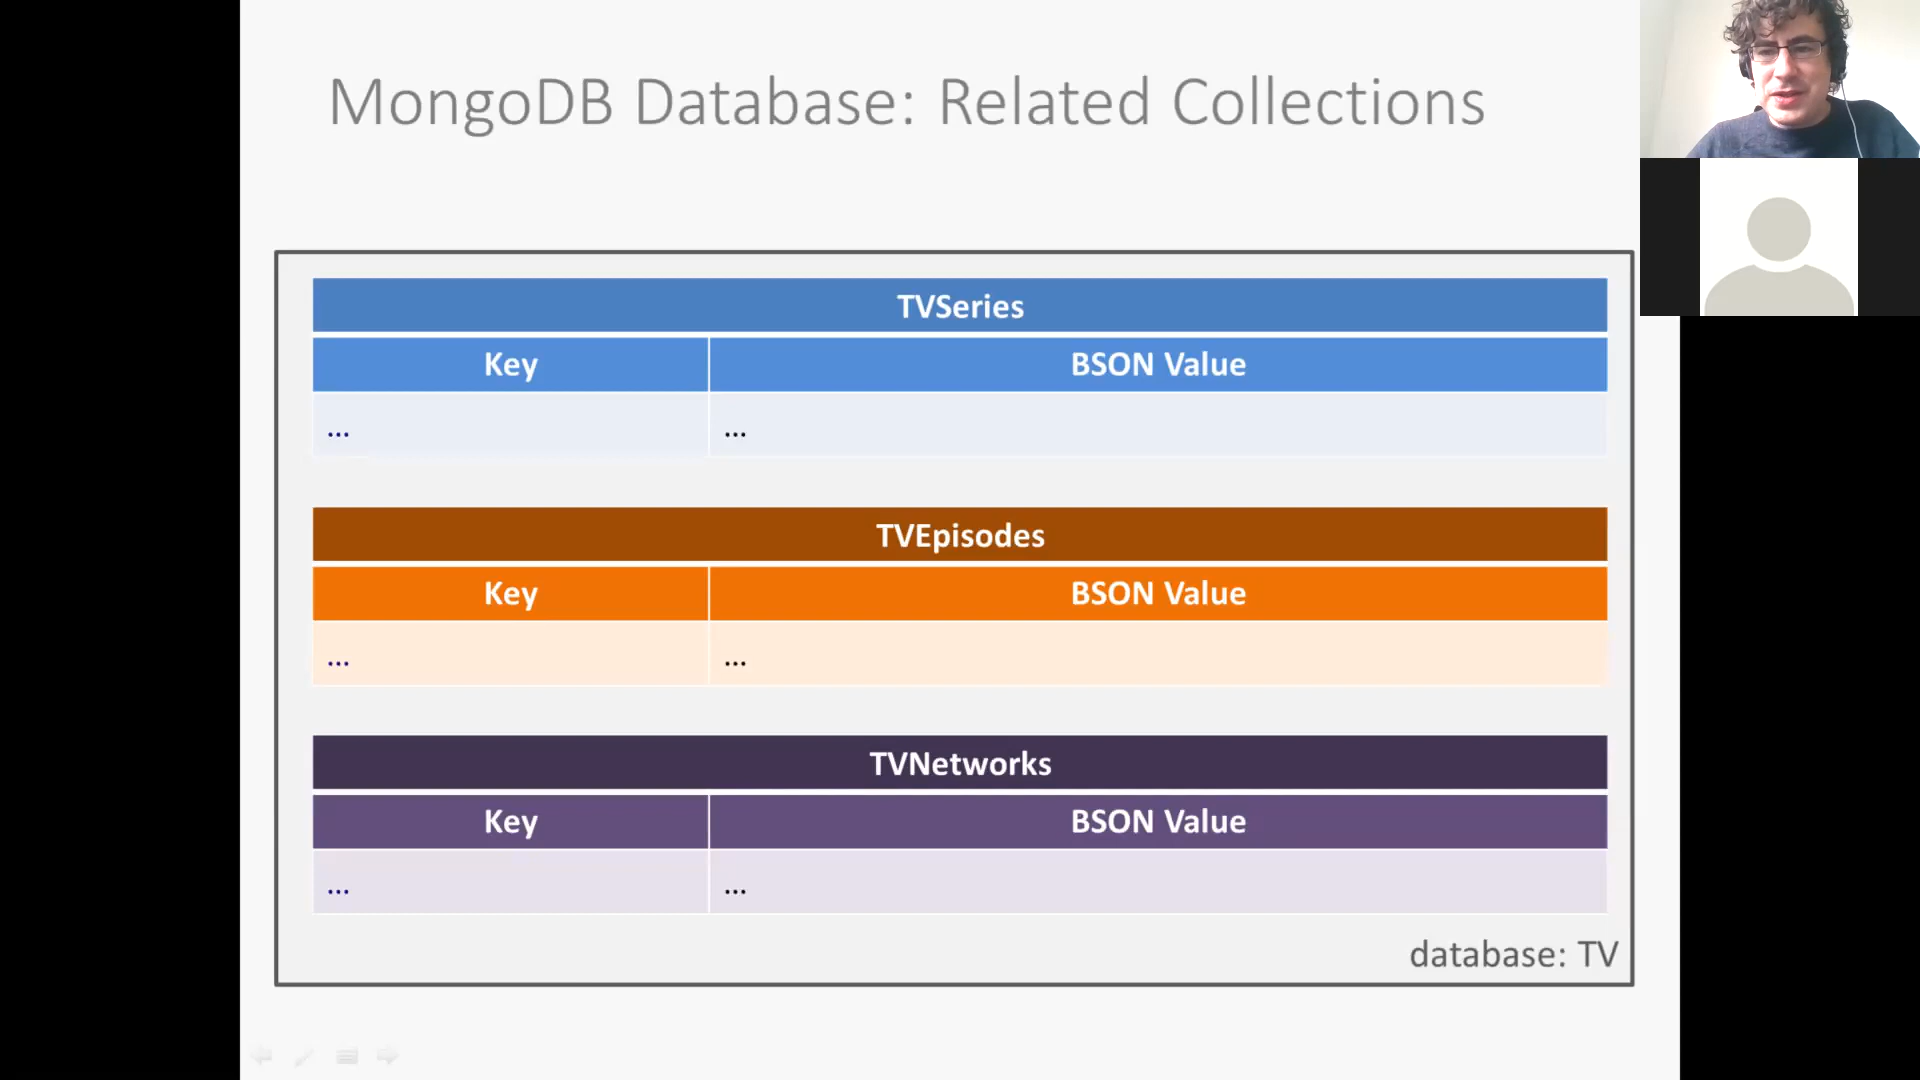 MongoDB Database: Related Collections
TVSeries
Key BSON Value
... ...
TVEpisodes
Key BSON Value
... ...
TVNetworks
Key BSON Value
... ...
database: TV